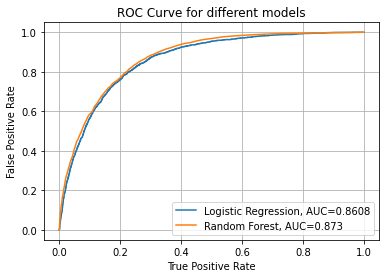 ROC Curve for different models
False Positive Rate
1.0
0.8
0.6
0.4
0.2
0.0
Logistic Regression, AUC=0.8608
Random Forest, AUC=0.873
0.0 0.2 0.4 0.6 0.8 1.0
True Positive Rate